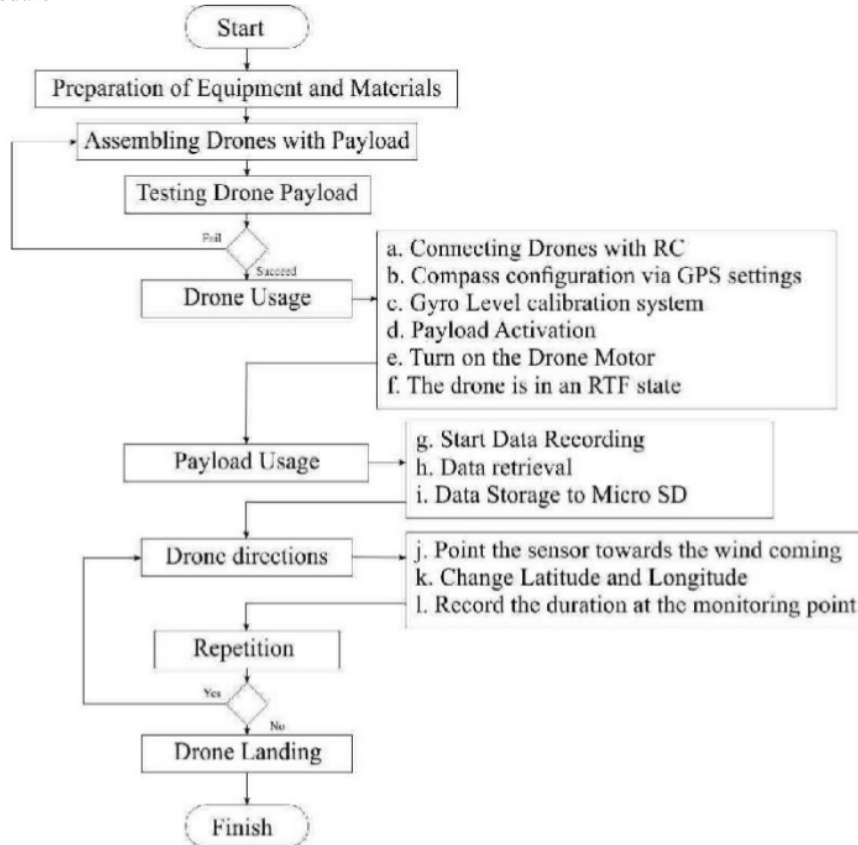 Start
Preparation of Equipment and Materials
Assembling Drones with Payload
Testing Drone Payload
Fail
Succeed
Drone Usage
a. Connecting Drones with RC
b. Compass configuration via GPS settings
c. Gyro Level calibration system
d. Payload Activation
e. Turn on the Drone Motor
f. The drone is in an RTF state
Payload Usage
g. Start Data Recording
h. Data retrieval
i. Data Storage to Micro SD
Drone directions
j. Point the sensor towards the wind coming
k. Change Latitude and Longitude
l. Record the duration at the monitoring point
Repetition
Yes
No
Drone Landing
Finish